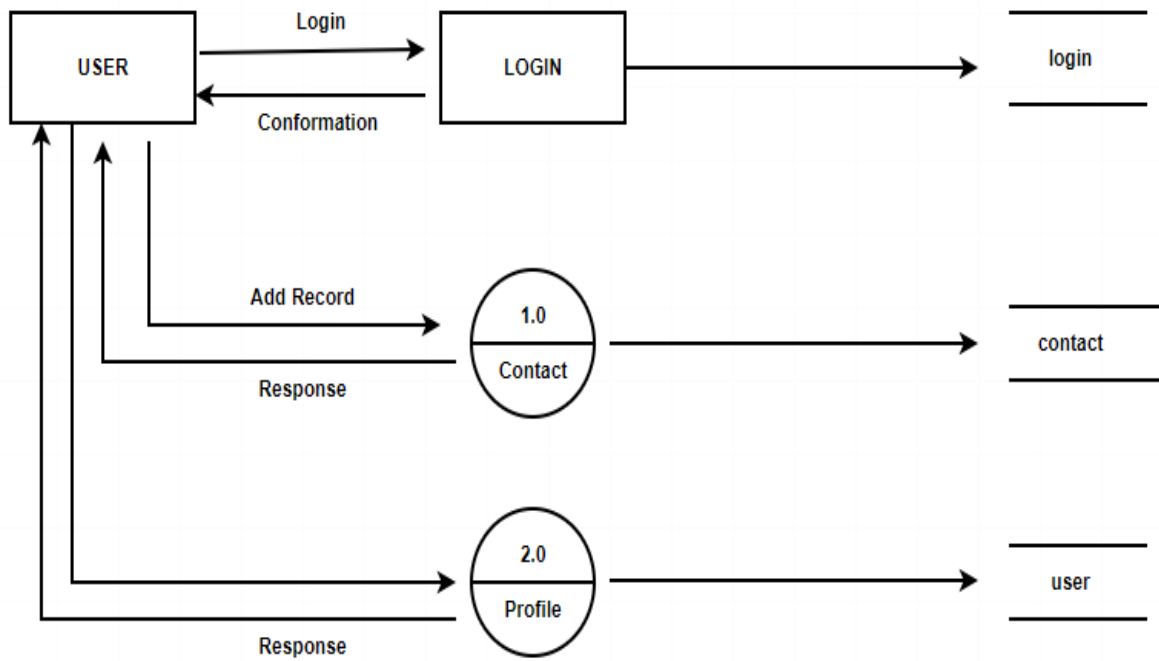 Login
USER
LOGIN
login
Conformation
Add Record
1.0
Contact
contact
Response
2.0
Profile
user
Response